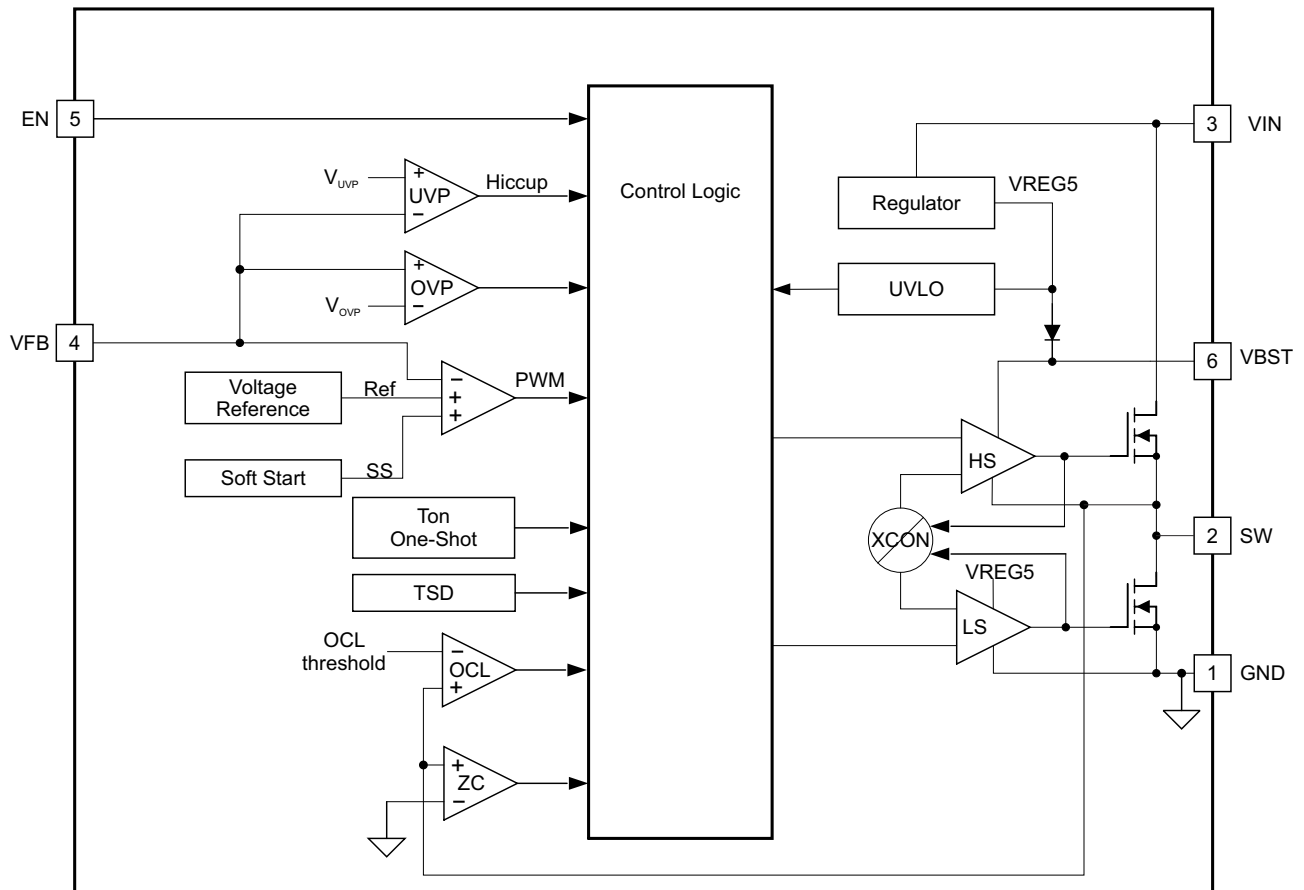 EN
5
3
VIN
V_UVP
+
UVP
−
Hiccup
Control Logic
Regulator
VREG5
+
OVP
−
V_OVP
UVLO
VFB
4
6
VBST
Voltage
Reference
Ref
−
+
+
PWM
Soft Start
SS
HS
Ton
One-Shot
XCON
2
SW
TSD
VREG5
LS
OCL
threshold
−
OCL
+
1
GND
+
ZC
−